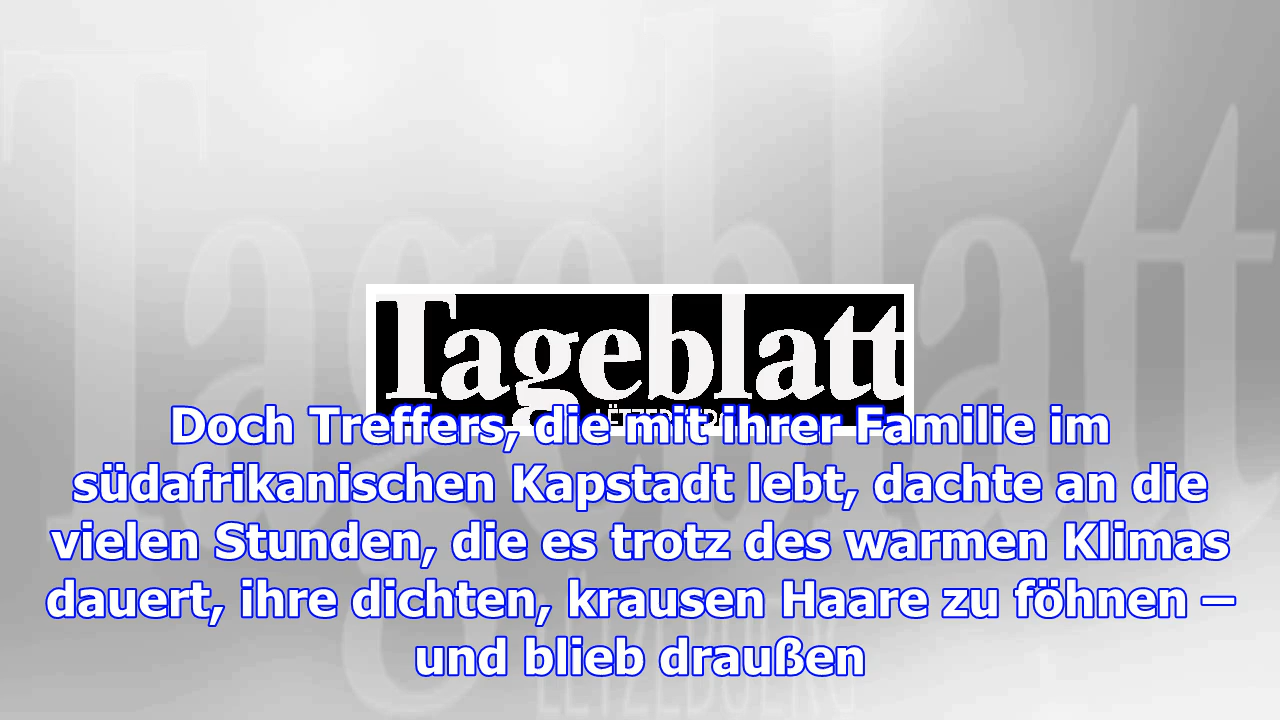 Tageblatt
LËTZEBUERG
Doch Treffers, die mit ihrer Familie im
südafrikanischen Kapstadt lebt, dachte an die
vielen Stunden, die es trotz des warmen Klimas
dauert, ihre dichten, krausen Haare zu föhnen –
und blieb draußen